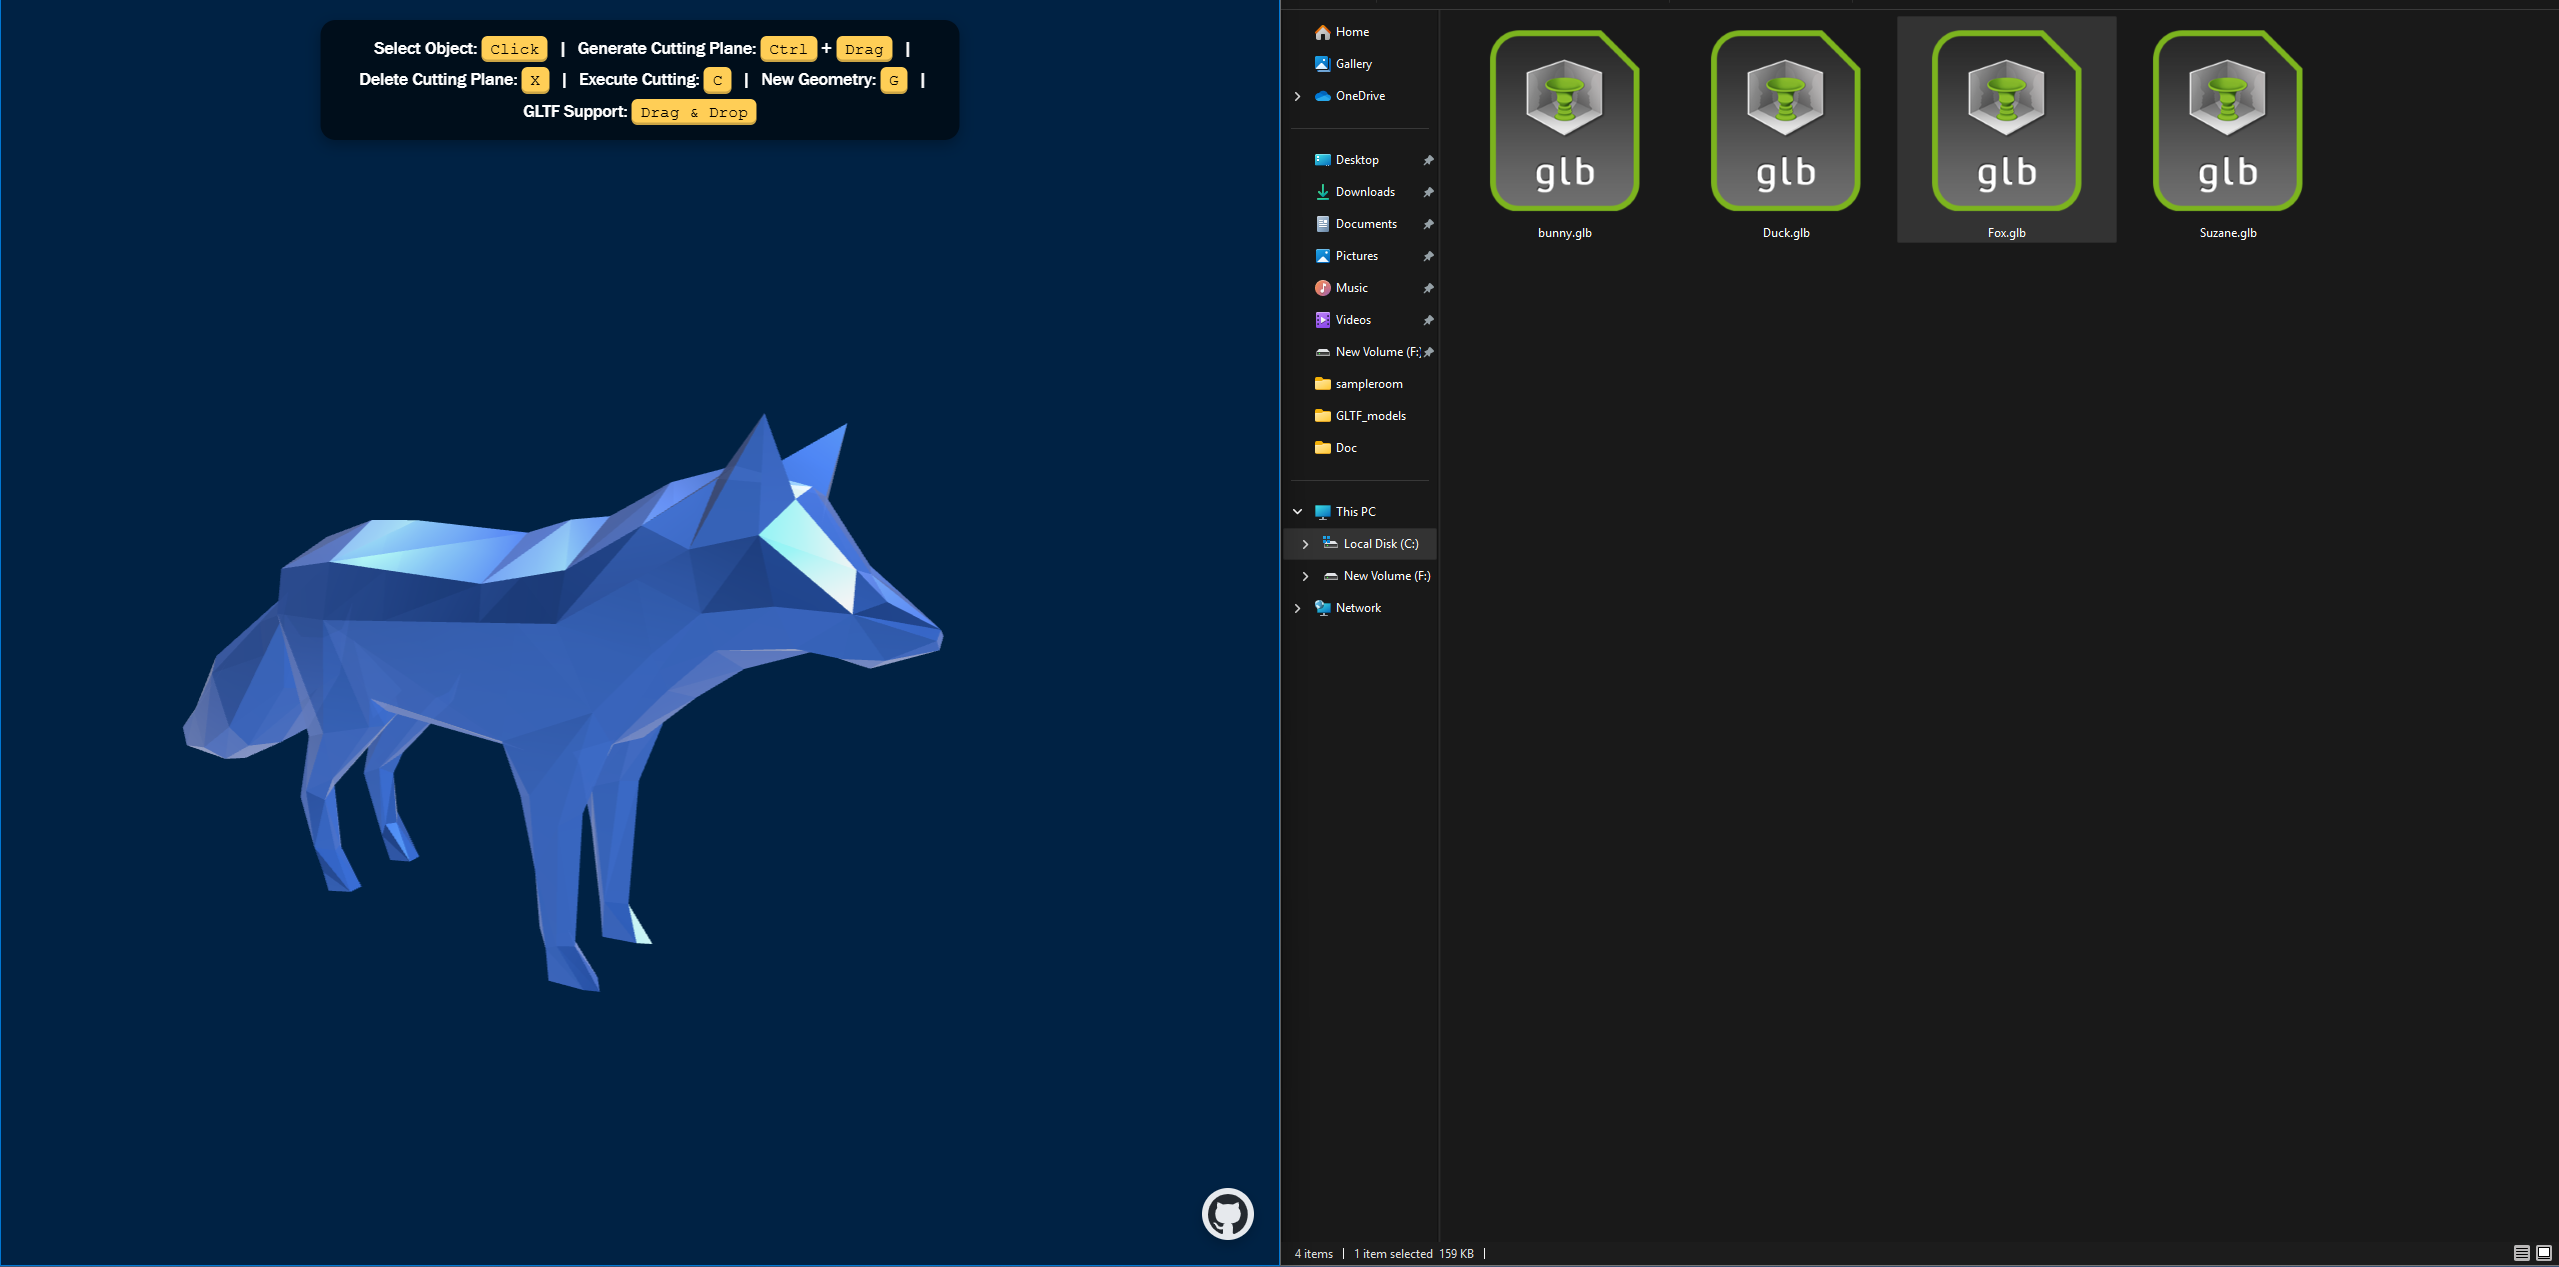 Select Object: Click | Generate Cutting Plane: Ctrl + Drag |
Delete Cutting Plane: X | Execute Cutting: C | New Geometry: G |
GLTF Support: Drag & Drop
Home
Gallery
OneDrive
Desktop
Downloads
Documents
Pictures
Music
Videos
New Volume (F:)
sampleroom
GLTF_models
Doc
This PC
Local Disk (C:)
New Volume (F:)
Network
glb
glb
glb
glb
bunny.glb
Duck.glb
Fox.glb
Suzane.glb
4 items | 1 item selected 159 KB |